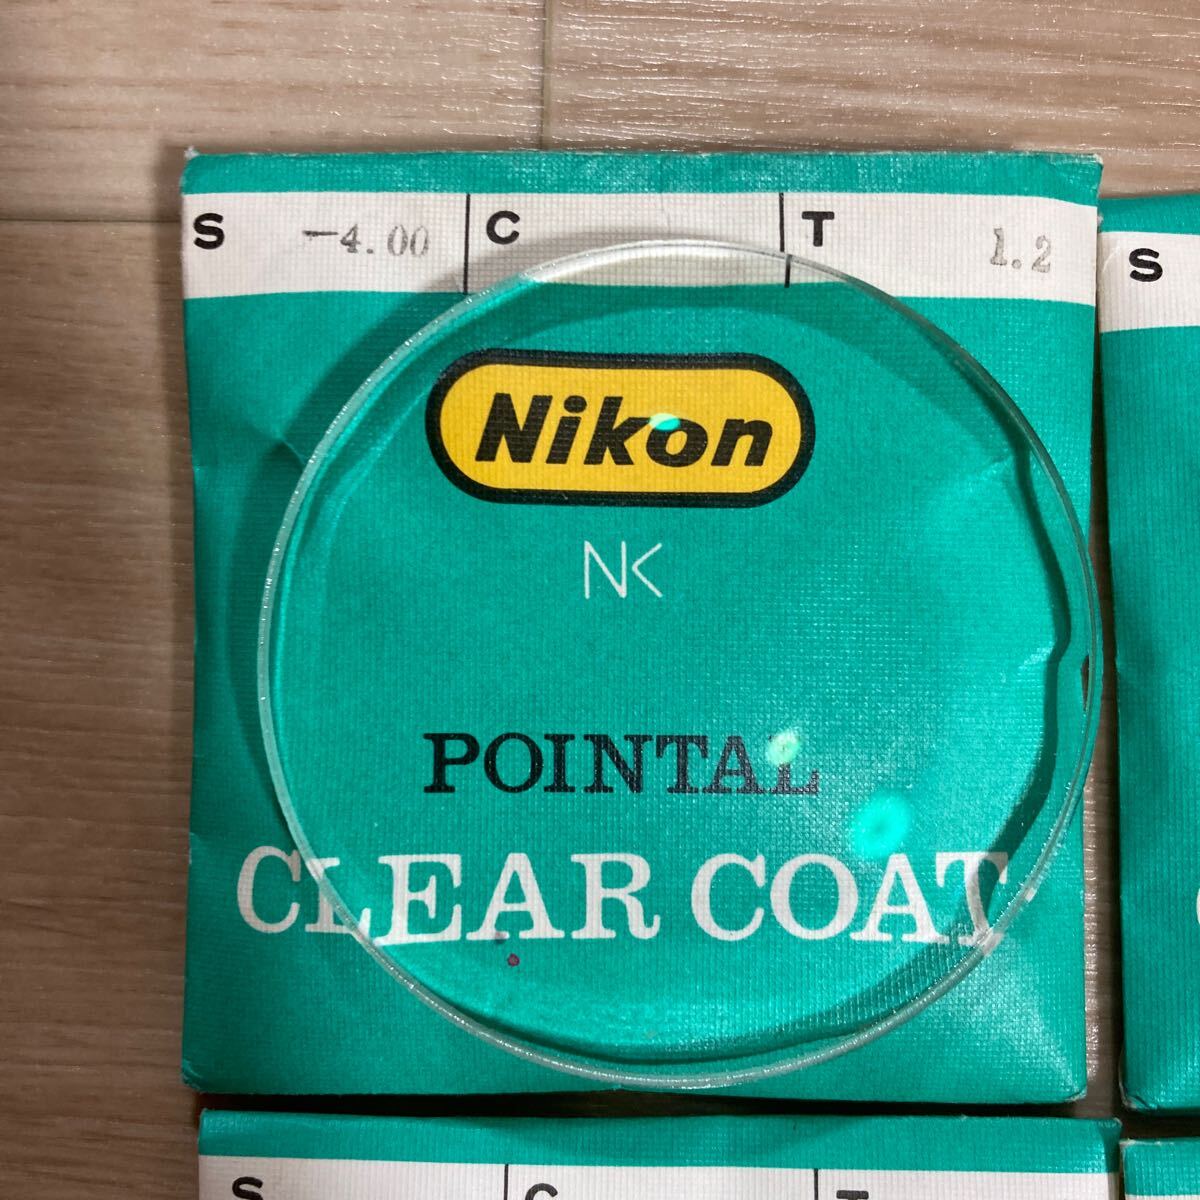 S -4.00 C T 1.2
Nikon
NK
POINTAL
CLEAR COAT
S
S C T